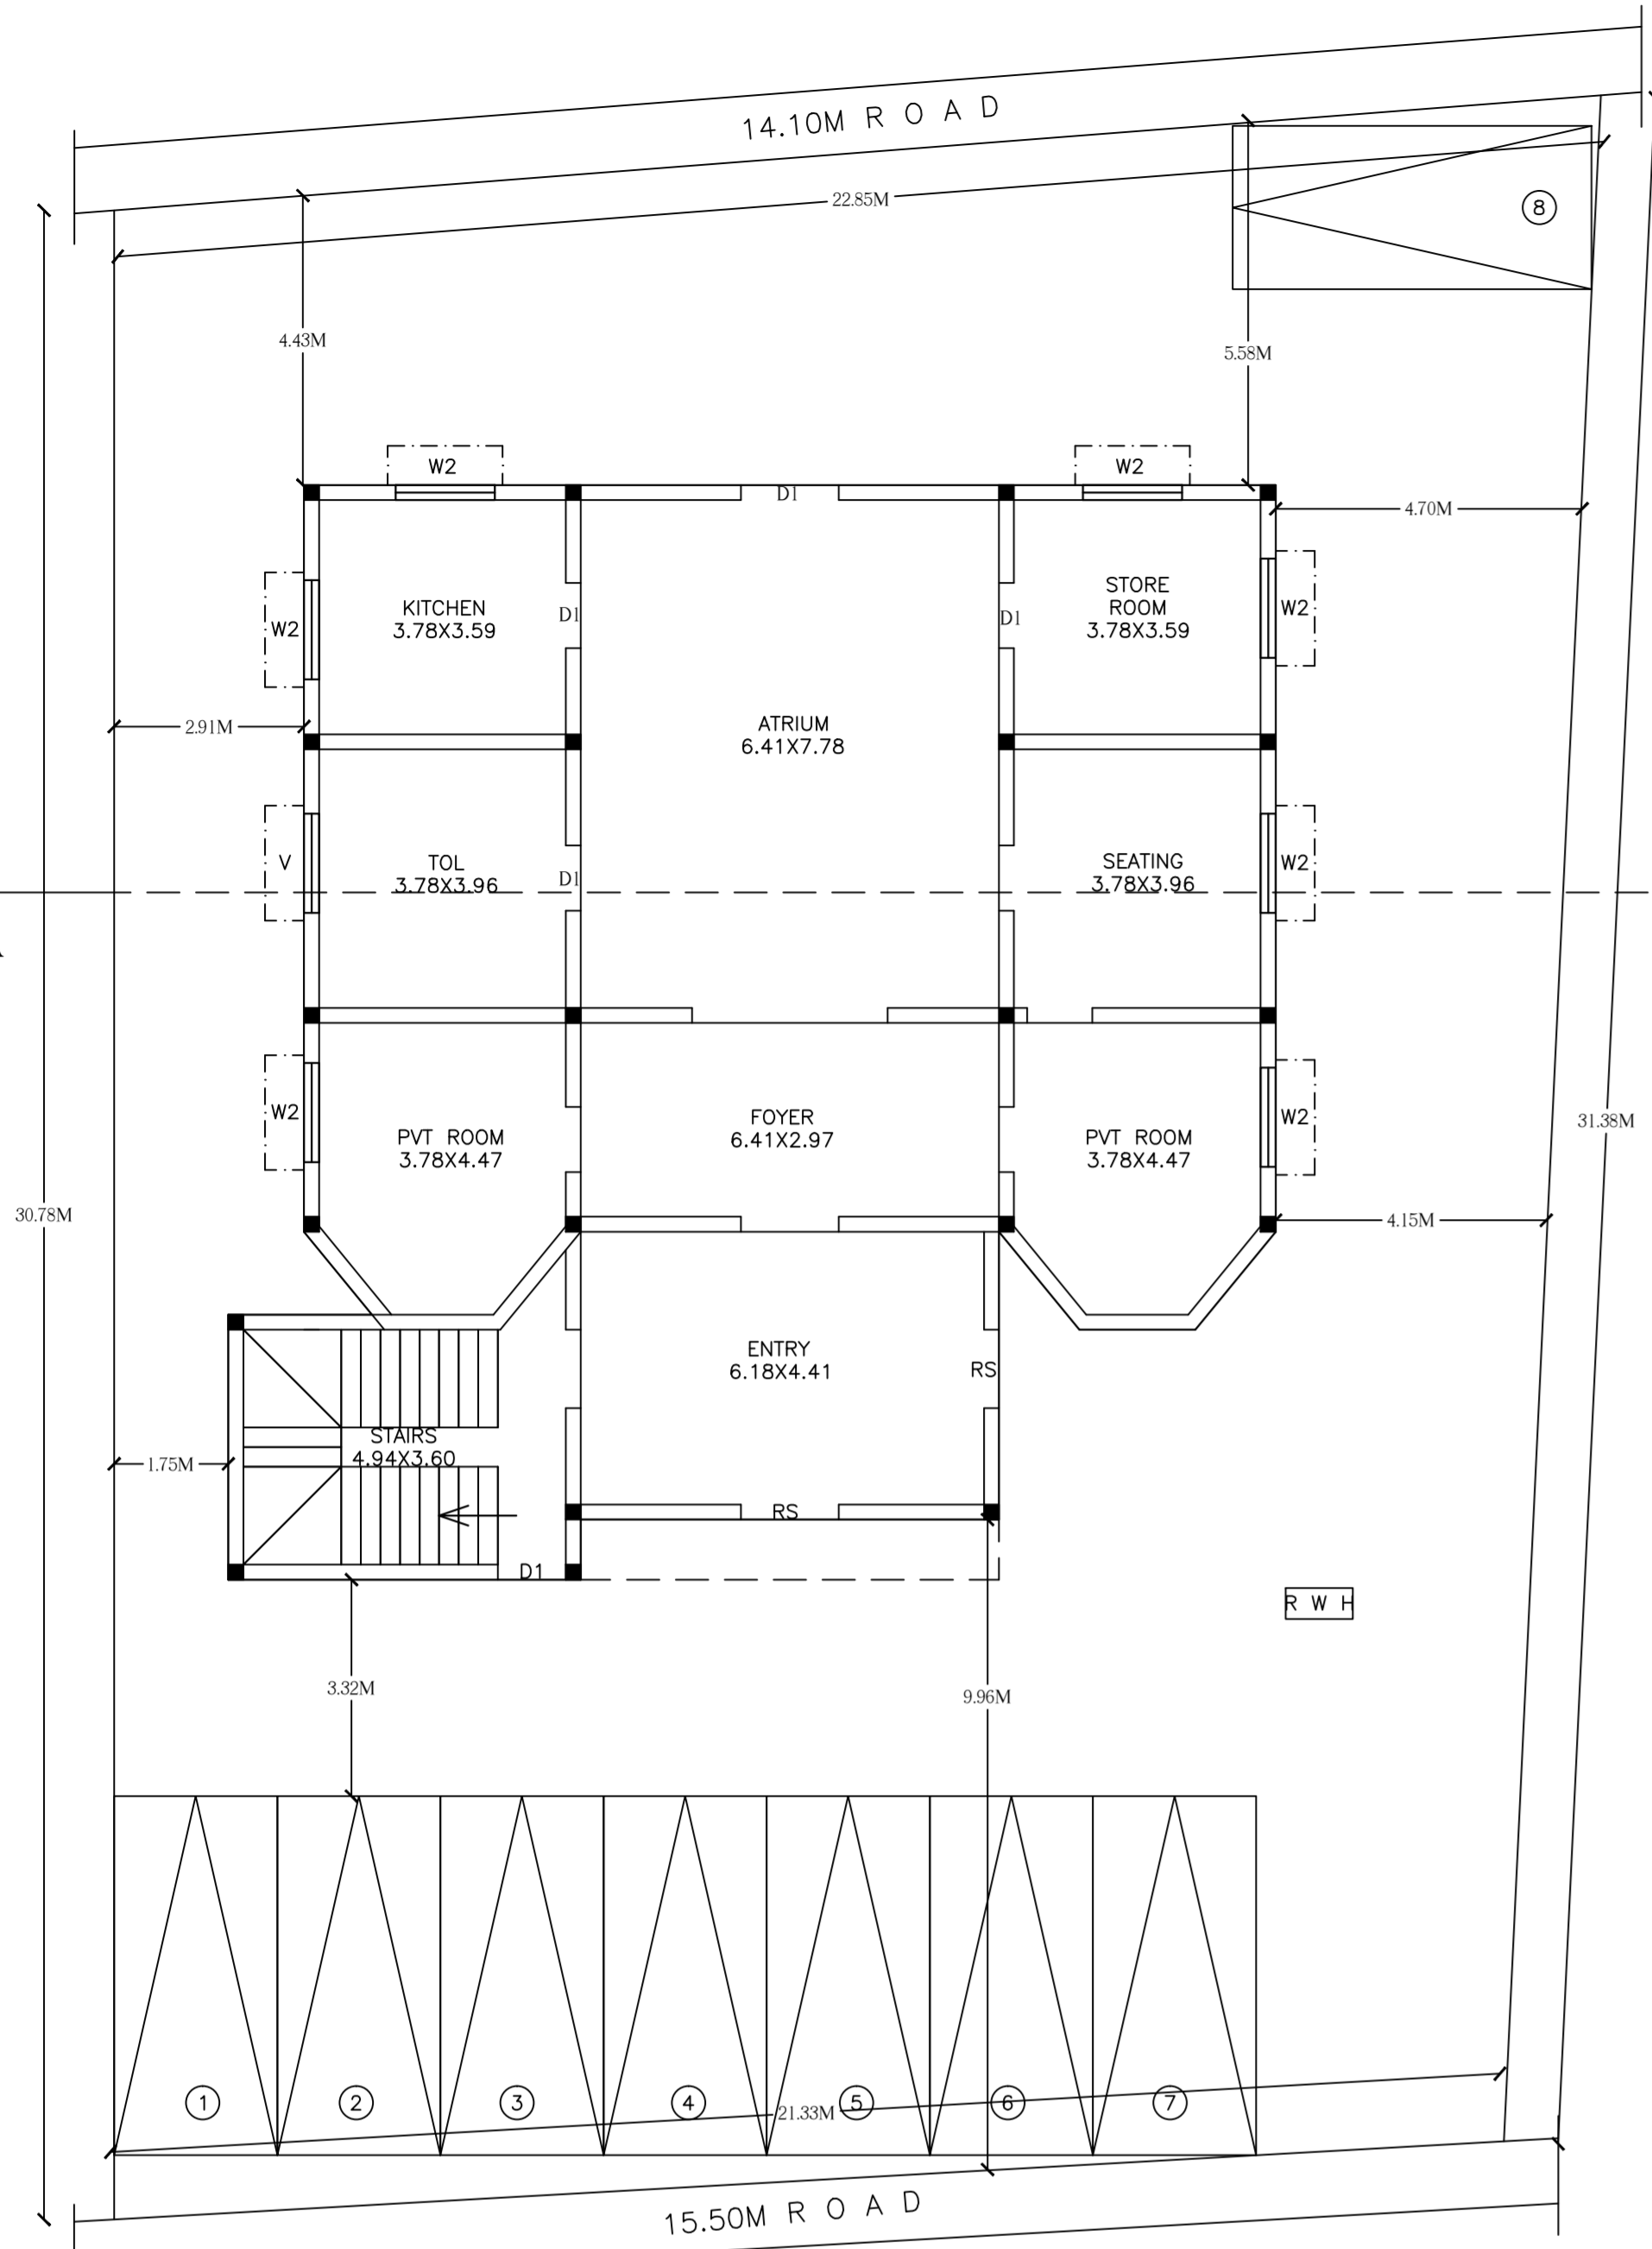 14.10M R O A D
22.85M
8
4.43M
5.58M
W2
W2
D1
4.70M
KITCHEN
3.78X3.59
D1
W2
STORE
ROOM
3.78X3.59
D1
W2
2.91M
ATRIUM
6.41X7.78
V
TOL
3.78X3.96
D1
SEATING
3.78X3.96
W2
W2
PVT ROOM
3.78X4.47
FOYER
6.41X2.97
PVT ROOM
3.78X4.47
W2
31.38M
30.78M
4.15M
ENTRY
6.18X4.41
RS
STAIRS
4.94X3.60
1.75M
RS
D1
R W H
3.32M
9.96M
1
2
3
4
5
6
7
21.33M
15.50M R O A D